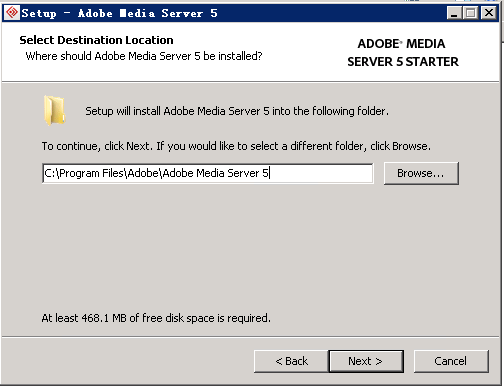 Setup - Adobe Media Server 5
Select Destination Location
Where should Adobe Media Server 5 be installed?
ADOBE® MEDIA
SERVER 5 STARTER
Setup will install Adobe Media Server 5 into the following folder.
To continue, click Next. If you would like to select a different folder, click Browse.
C:\Program Files\Adobe\Adobe Media Server 5
Browse...
At least 468.1 MB of free disk space is required.
< Back
Next >
Cancel